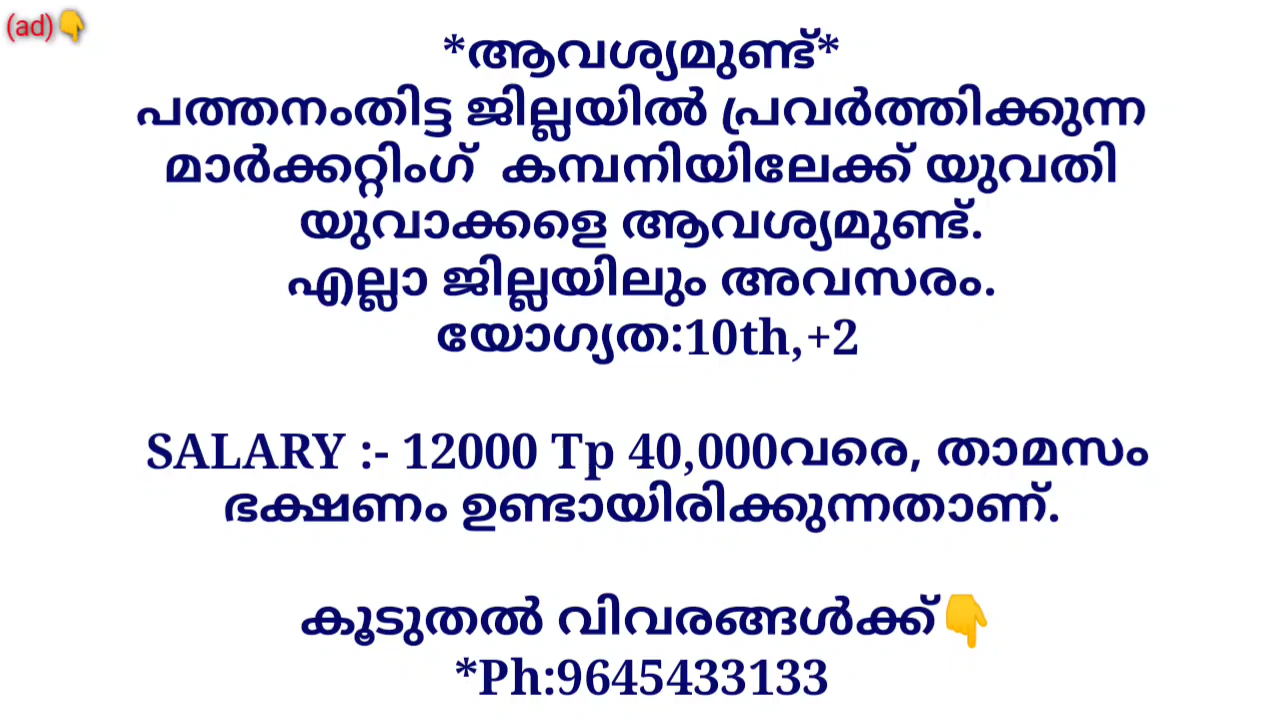 (ad)👇
*ആവശ്യമുണ്ട്*
പത്തനംതിട്ട ജില്ലയിൽ പ്രവർത്തിക്കുന്ന
മാർക്കറ്റിംഗ് കമ്പനിയിലേക്ക് യുവതി
യുവാക്കളെ ആവശ്യമുണ്ട്.
എല്ലാ ജില്ലയിലും അവസരം.
യോഗ്യത:10th,+2
SALARY :- 12000 Tp 40,000വരെ, താമസം
ഭക്ഷണം ഉണ്ടായിരിക്കുന്നതാണ്.
കൂടുതൽ വിവരങ്ങൾക്ക്👇
*Ph:9645433133